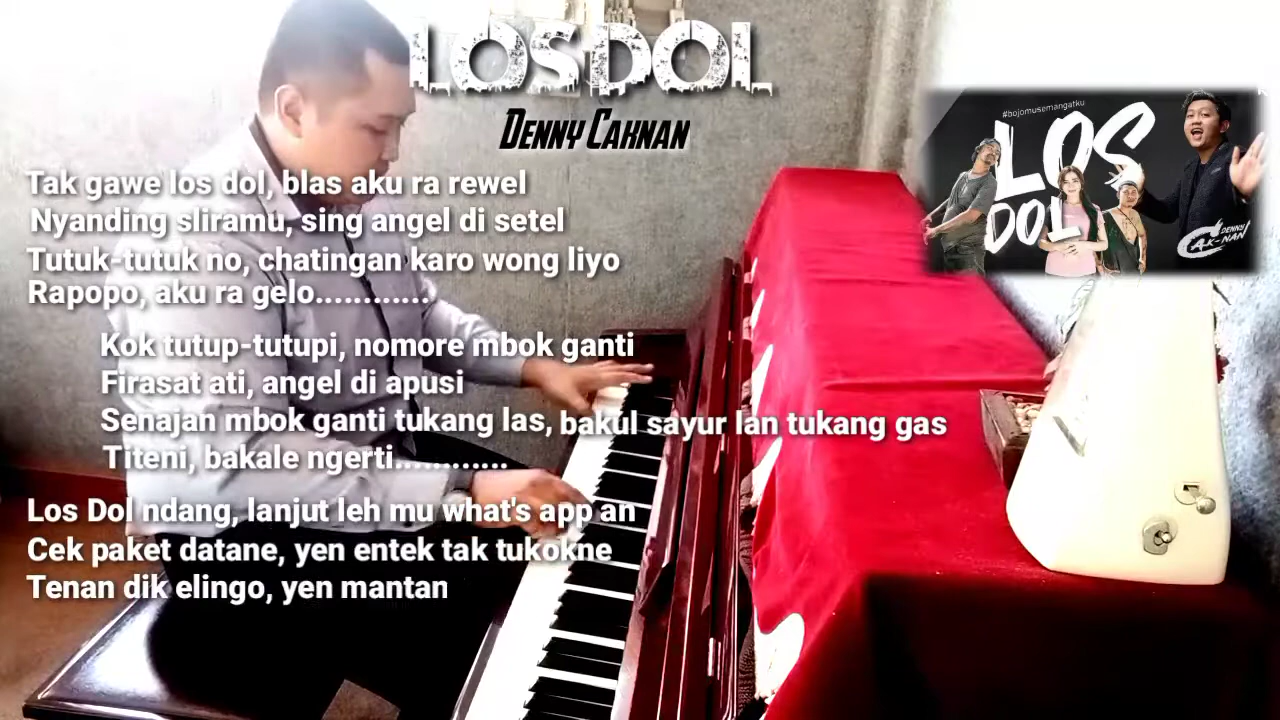 LOS DOL
DENNY CAKNAN
#bojomusemangatku
LOS
DOL
DENNY
CAK-NAN
Tak gawe los dol, blas aku ra rewel
Nyanding sliramu, sing angel di setel
Tutuk-tutuk no, chatingan karo wong liyo
Rapopo, aku ra gelo............
Kok tutup-tutupi, nomore mbok ganti
Firasat ati, angel di apusi
Senajan mbok ganti tukang las, bakul sayur lan tukang gas
Titeni, bakale ngerti............
Los Dol ndang, lanjut leh mu what's app an
Cek paket datane, yen entek tak tukokne
Tenan dik elingo, yen mantan